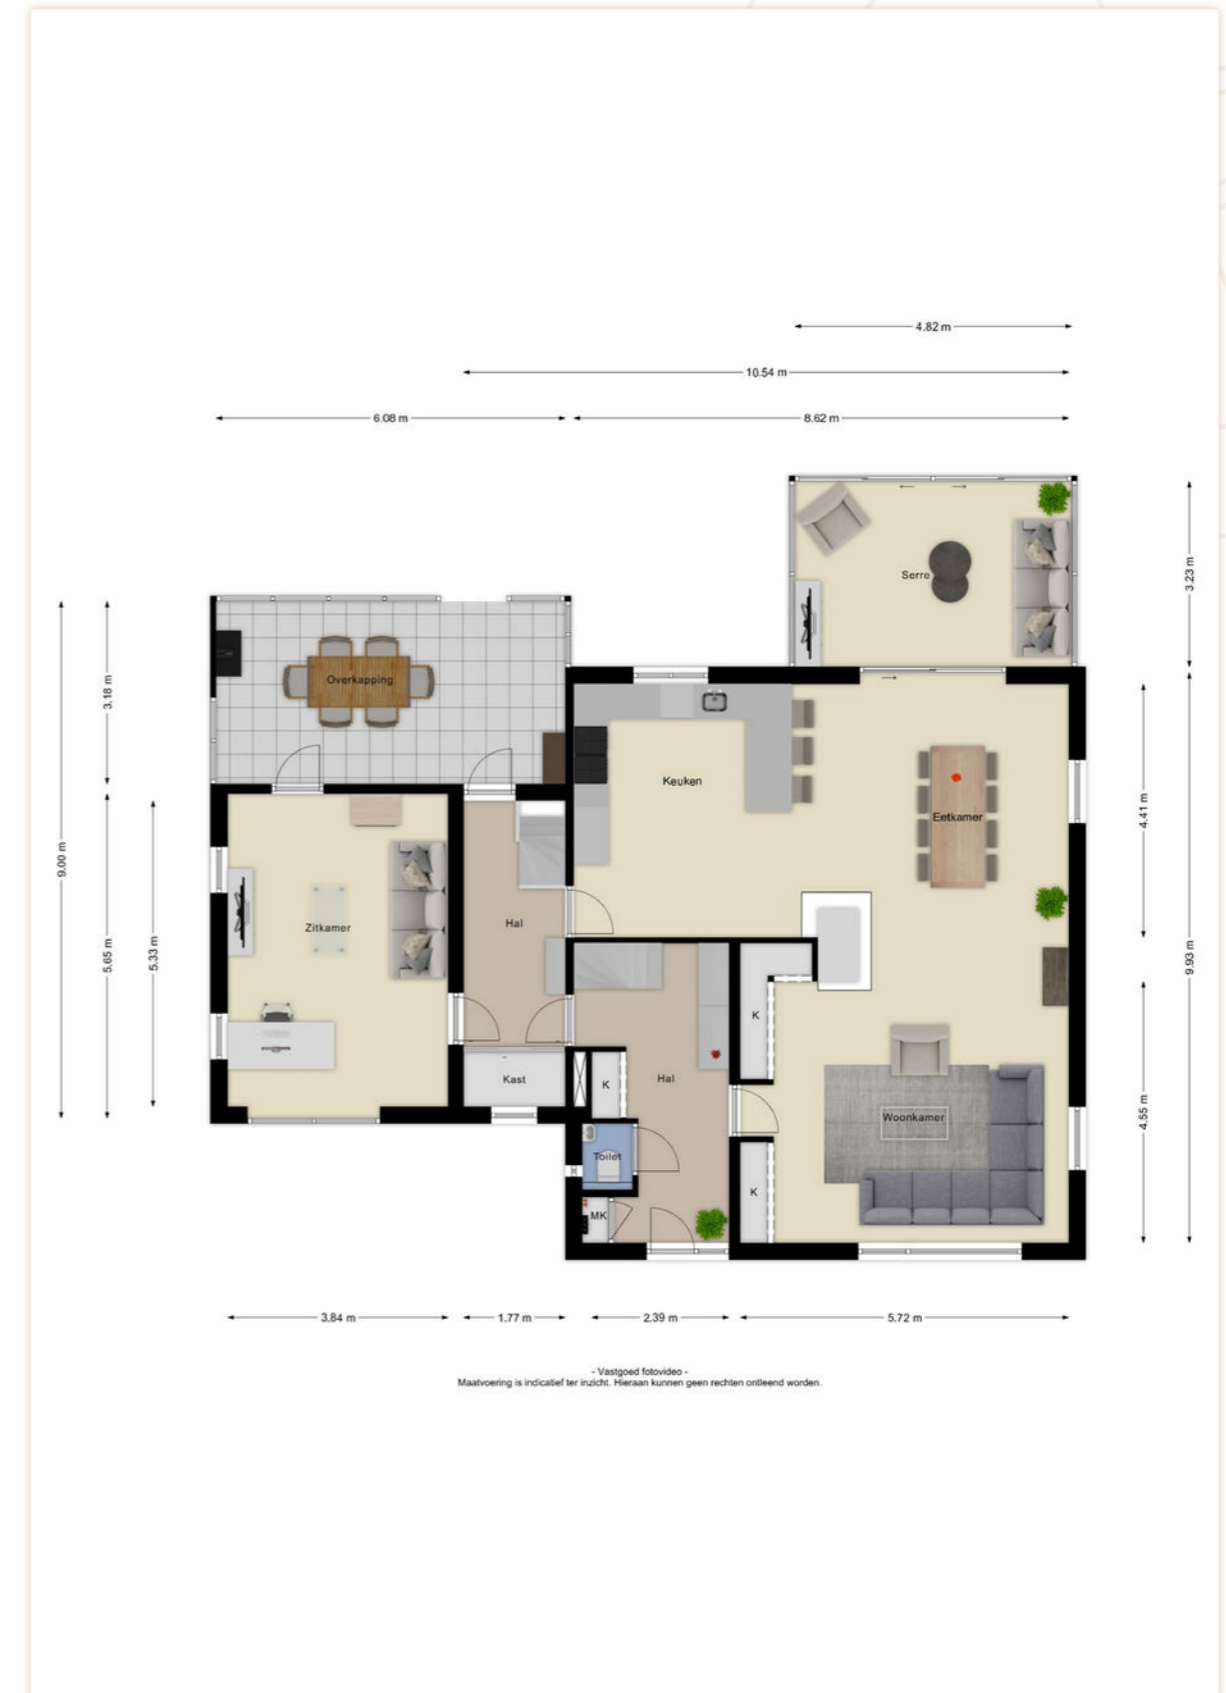 4.82 m
10.54 m
6.08 m
8.62 m
Serre
3.23 m
Overkapping
3.18 m
Keuken
Eetkamer
4.41 m
9.00 m
Zitkamer
Hal
5.65 m
5.33 m
9.93 m
K
Kast
K
Hal
Woonkamer
4.55 m
Toilet
K
MK
3.84 m
1.77 m
2.39 m
5.72 m
- Vastgoed fotovideo -
Maatvoering is indicatief ter inzicht. Hieraan kunnen geen rechten ontleend worden.